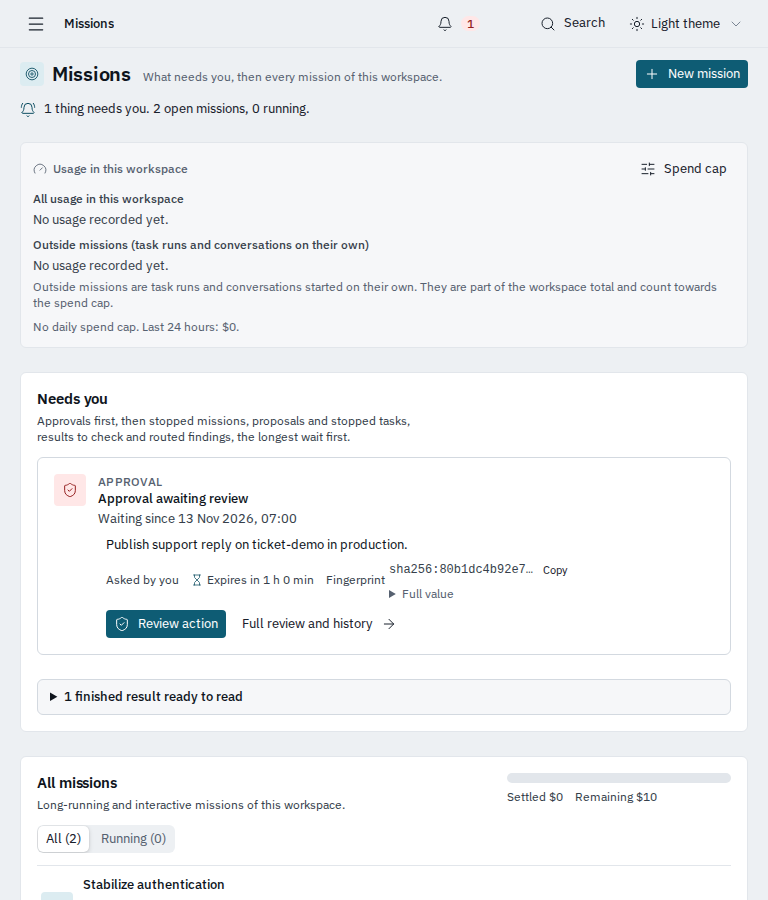 Missions
1
Search
Light theme
Missions
What needs you, then every mission of this workspace.
New mission
1 thing needs you. 2 open missions, 0 running.
Usage in this workspace
Spend cap
All usage in this workspace
No usage recorded yet.
Outside missions (task runs and conversations on their own)
No usage recorded yet.
Outside missions are task runs and conversations started on their own. They are part of the workspace total and count towards
the spend cap.
No daily spend cap. Last 24 hours: $0.
Needs you
Approvals first, then stopped missions, proposals and stopped tasks,
results to check and routed findings, the longest wait first.
APPROVAL
Approval awaiting review
Waiting since 13 Nov 2026, 07:00
Publish support reply on ticket-demo in production.
Asked by you
Expires in 1 h 0 min
Fingerprint
sha256:80b1dc4b92e7…
Copy
Full value
Review action
Full review and history
1 finished result ready to read
All missions
Long-running and interactive missions of this workspace.
Settled $0
Remaining $10
All (2)
Running (0)
Stabilize authentication